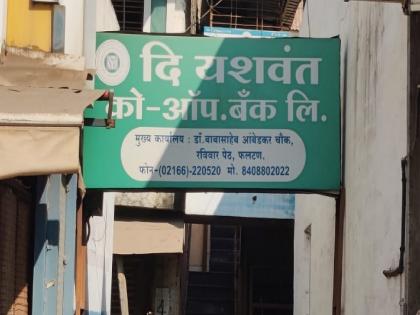 दि यशवंत
को-ऑप. बँक लि.
मुख्य कार्यालय : डॉ. बाबासाहेब आंबेडकर चौक,
रविवार पेठ, फलटण.
फोन-(02166)-220520 मो. 8408802022